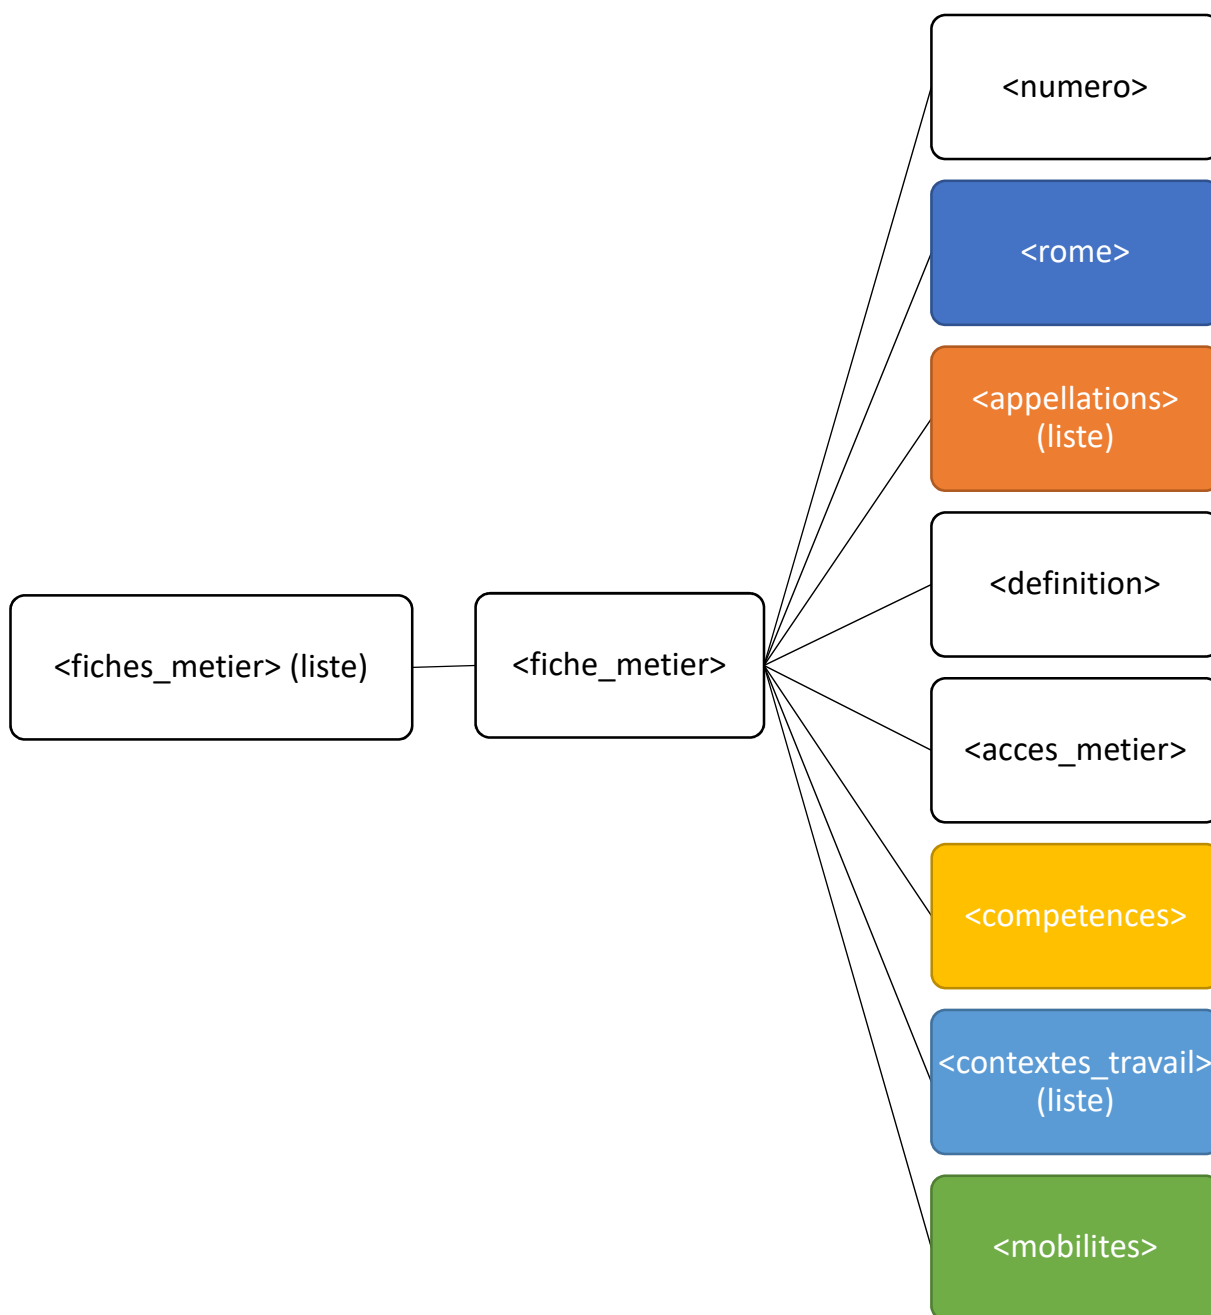 <numero>
<rome>
<appellations>
(liste)
<definition>
<fiches_metier> (liste)
<fiche_metier>
<acces_metier>
<competences>
<contextes_travail>
(liste)
<mobilites>